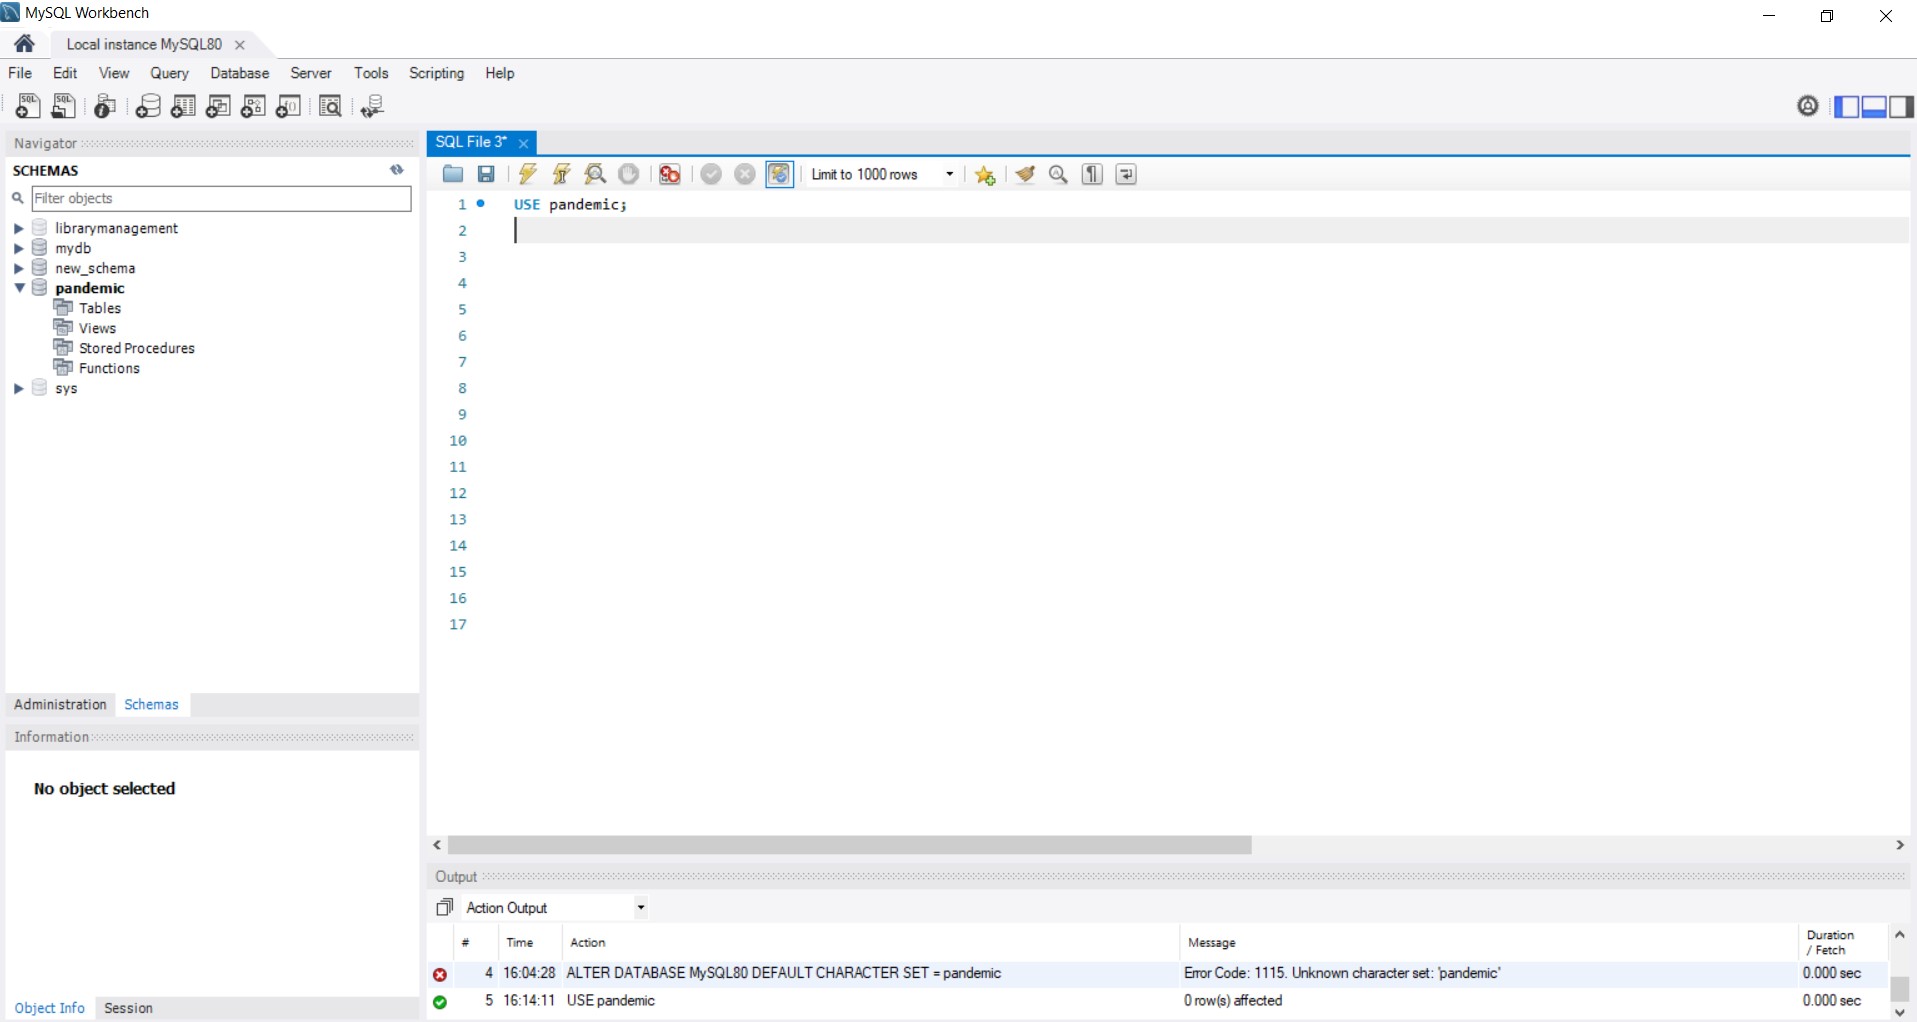 MySQL Workbench
Local instance MySQL80
File Edit View Query Database Server Tools Scripting Help
Navigator
SCHEMAS
Filter objects
librarymanagement
mydb
new_schema
pandemic
Tables
Views
Stored Procedures
Functions
sys
Administration Schemas
Information
No object selected
Object Info Session
SQL File 3*
Limit to 1000 rows
1 USE pandemic;
2
3
4
5
6
7
8
9
10
11
12
13
14
15
16
17
Output
Action Output
# Time Action Message Duration / Fetch
4 16:04:28 ALTER DATABASE MySQL80 DEFAULT CHARACTER SET = pandemic Error Code: 1115. Unknown character set: 'pandemic' 0.000 sec
5 16:14:11 USE pandemic 0 row(s) affected 0.000 sec